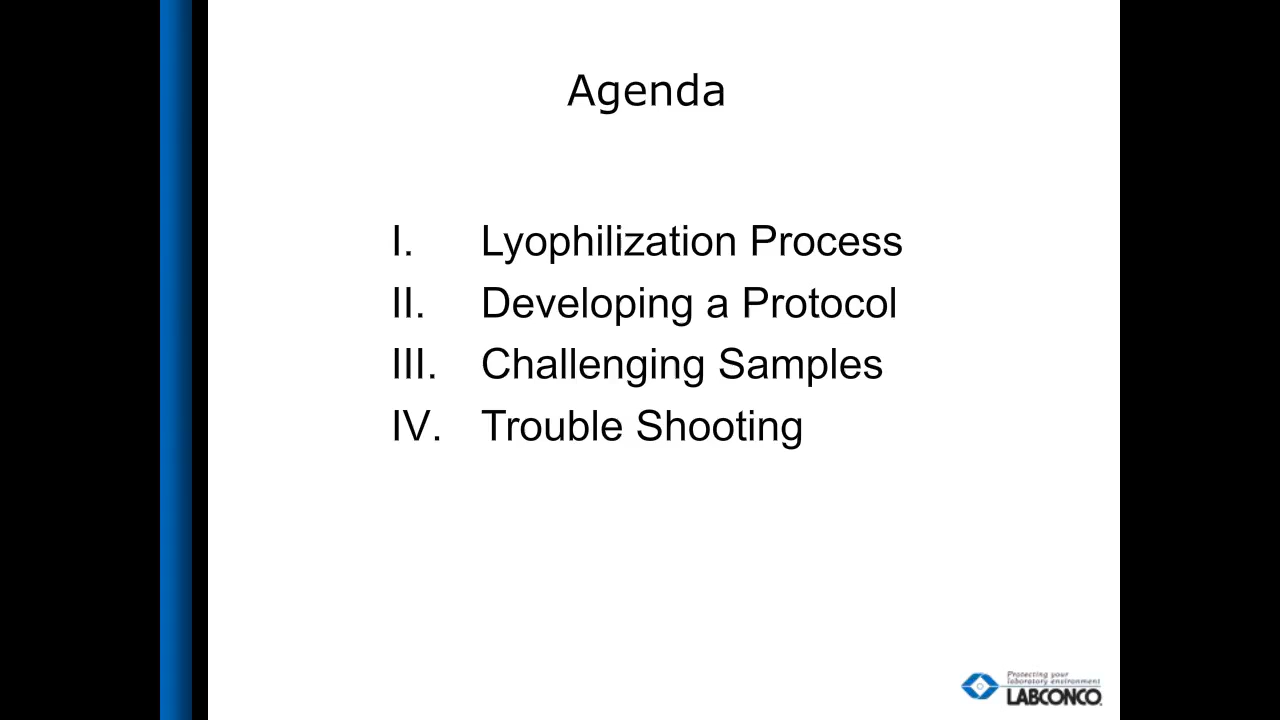 Agenda
I. Lyophilization Process
II. Developing a Protocol
III. Challenging Samples
IV. Trouble Shooting
Protecting your
laboratory environment
LABCONCO